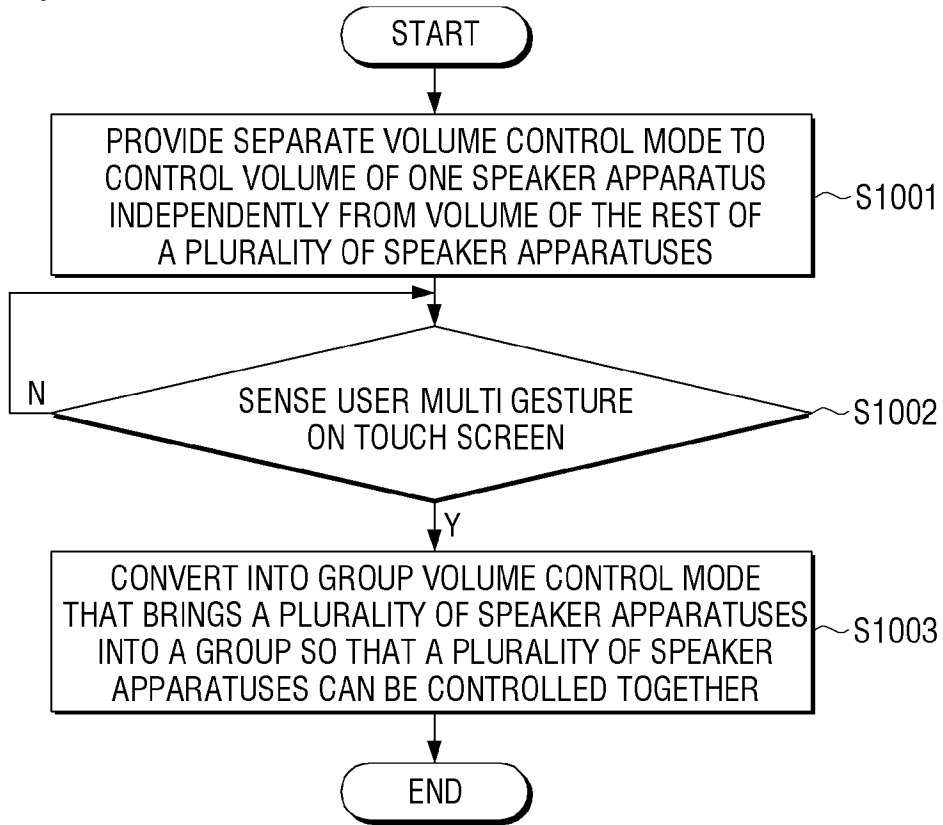 START
PROVIDE SEPARATE VOLUME CONTROL MODE TO
CONTROL VOLUME OF ONE SPEAKER APPARATUS
INDEPENDENTLY FROM VOLUME OF THE REST OF
A PLURALITY OF SPEAKER APPARATUSES
S1001
N
SENSE USER MULTI GESTURE
ON TOUCH SCREEN
S1002
Y
CONVERT INTO GROUP VOLUME CONTROL MODE
THAT BRINGS A PLURALITY OF SPEAKER APPARATUSES
INTO A GROUP SO THAT A PLURALITY OF SPEAKER
APPARATUSES CAN BE CONTROLLED TOGETHER
S1003
END